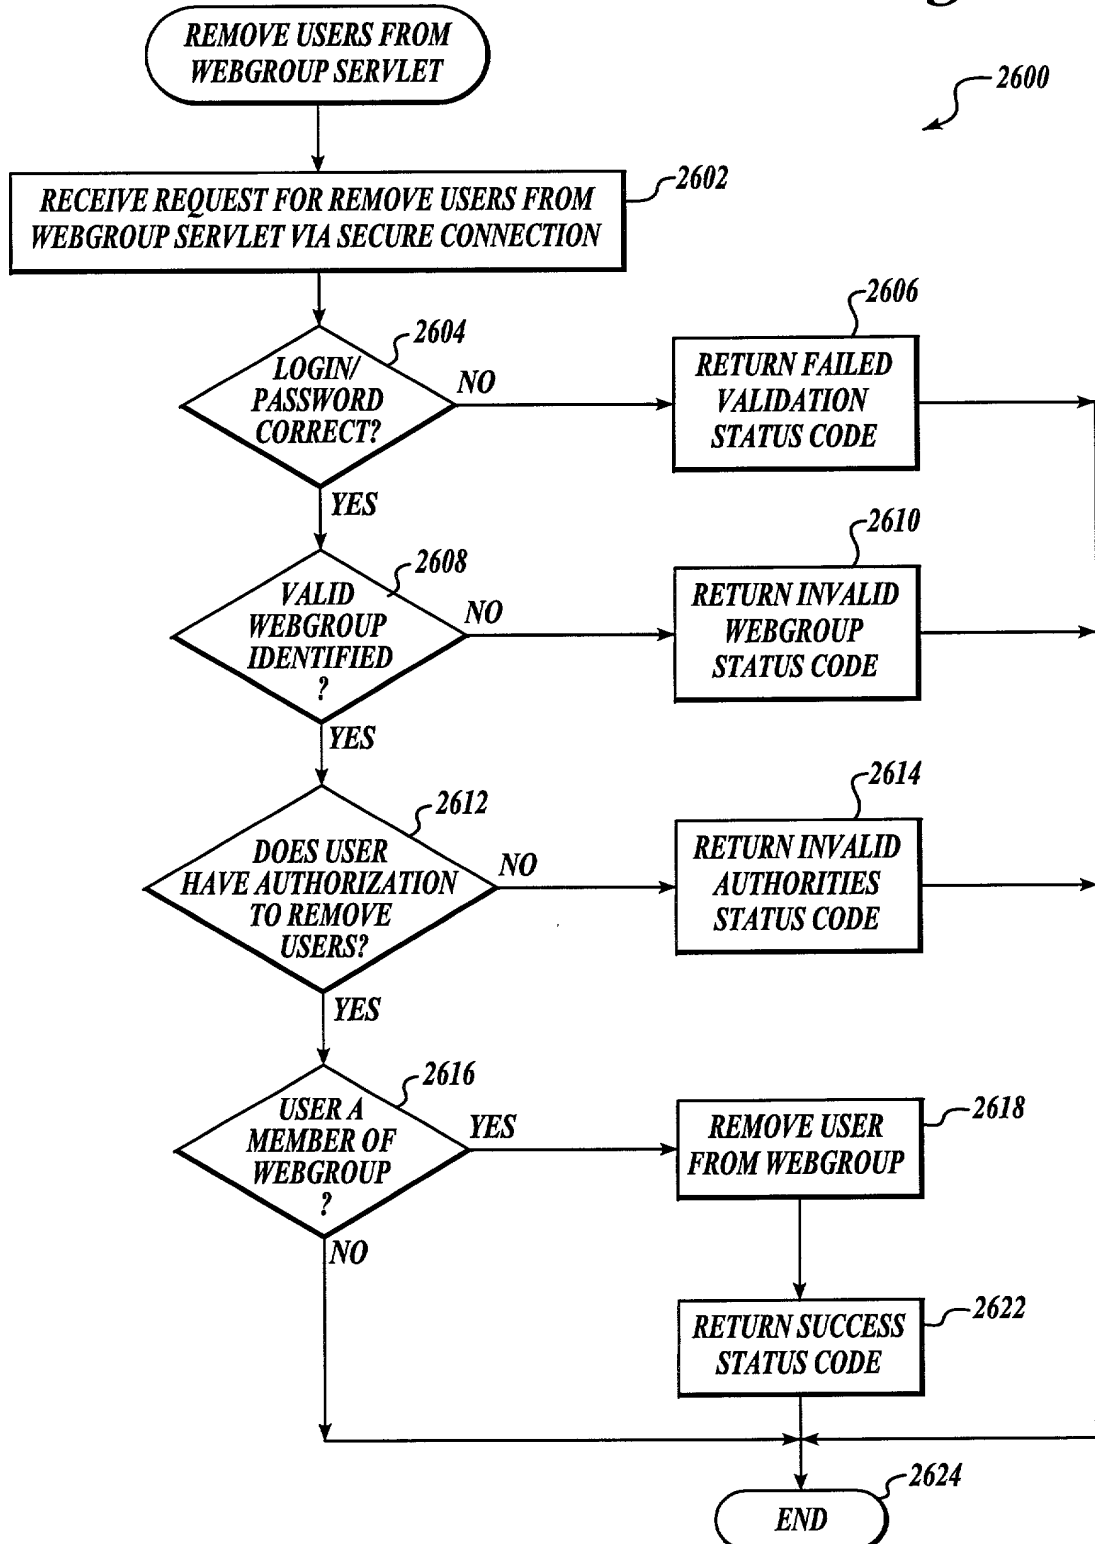 REMOVE USERS FROM
WEBGROUP SERVLET
2600
2602
RECEIVE REQUEST FOR REMOVE USERS FROM
WEBGROUP SERVLET VIA SECURE CONNECTION
2604
LOGIN/
PASSWORD
CORRECT?
NO
2606
RETURN FAILED
VALIDATION
STATUS CODE
YES
2608
VALID
WEBGROUP
IDENTIFIED
?
NO
2610
RETURN INVALID
WEBGROUP
STATUS CODE
YES
2612
DOES USER
HAVE AUTHORIZATION
TO REMOVE
USERS?
NO
2614
RETURN INVALID
AUTHORITIES
STATUS CODE
YES
2616
USER A
MEMBER OF
WEBGROUP
?
YES
2618
REMOVE USER
FROM WEBGROUP
NO
2622
RETURN SUCCESS
STATUS CODE
2624
END